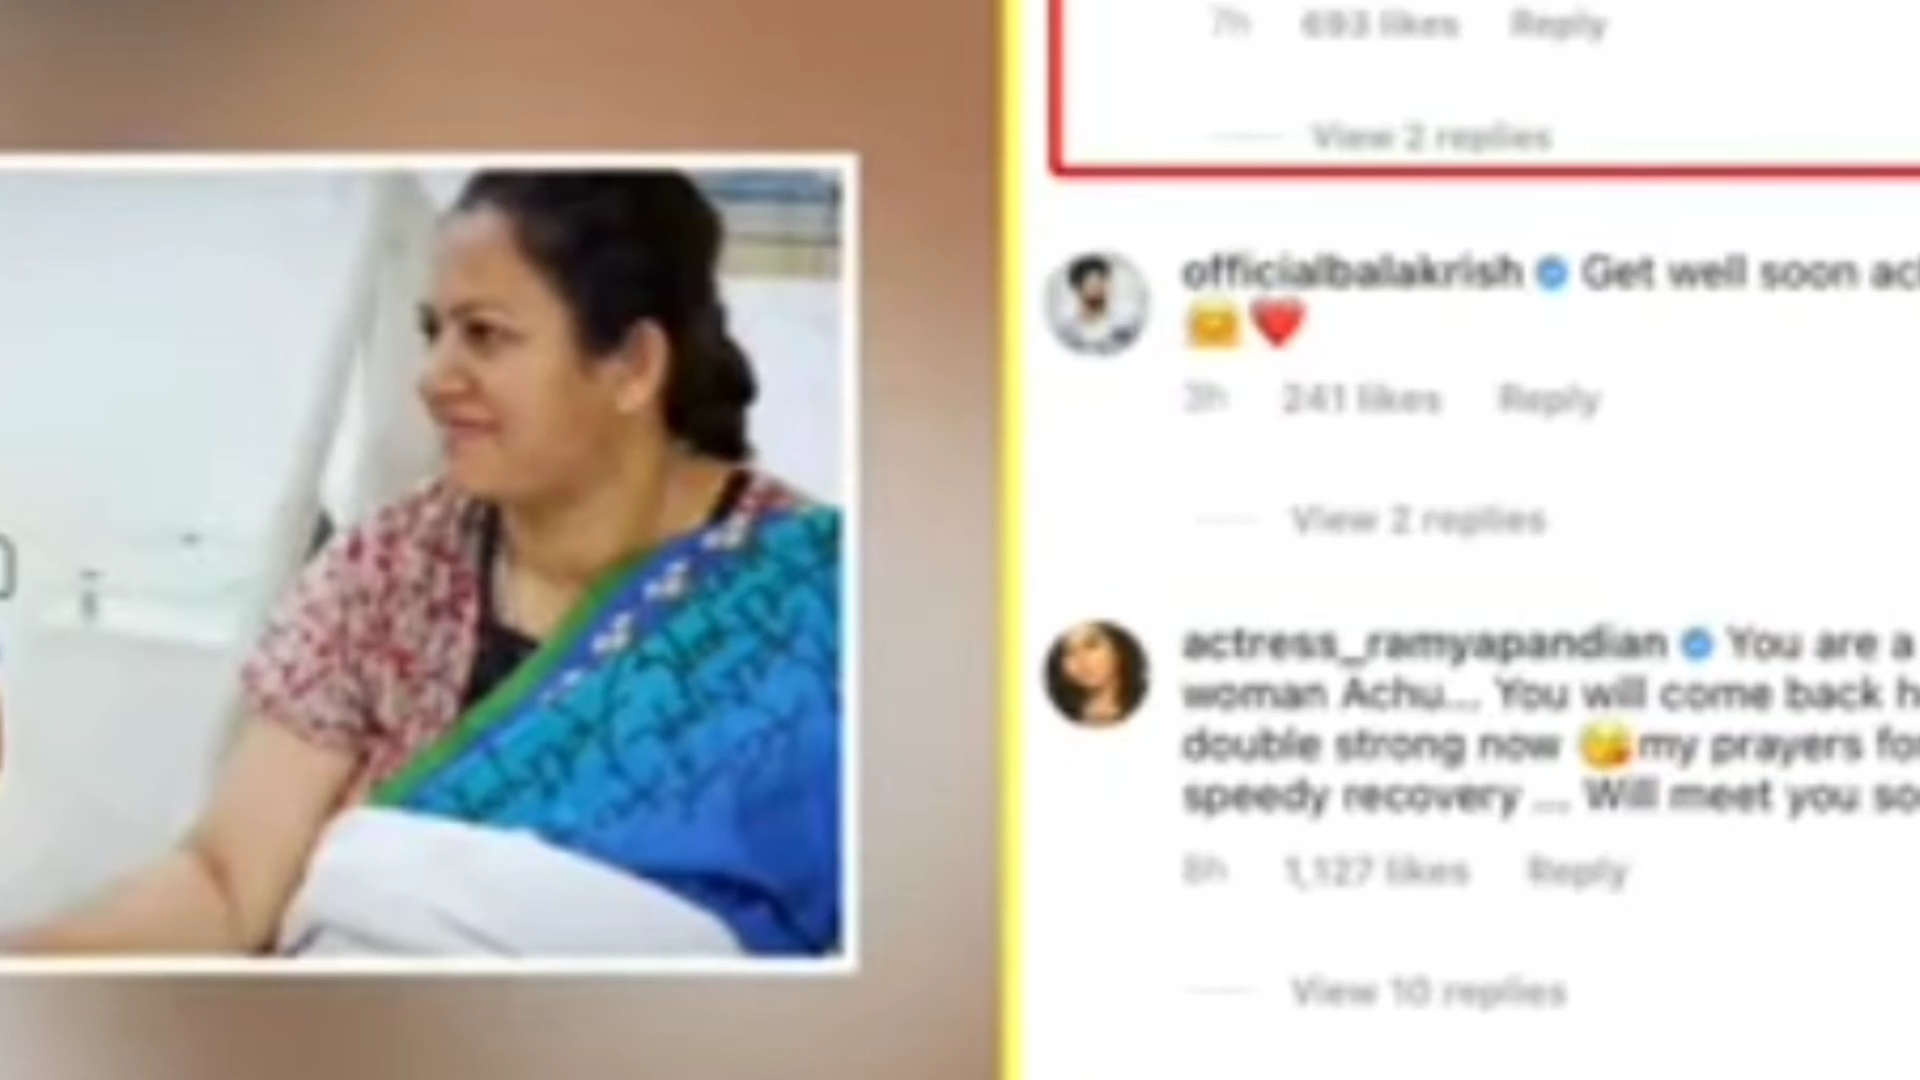 7h 693 likes Reply
View 2 replies
officialbalakrish Get well soon
3h 241 likes Reply
View 2 replies
actress_ramyapandian You are a
woman Achu... You will come back
double strong now 😘 my prayers
speedy recovery .... Will meet you
8h 1,127 likes Reply
View 10 replies